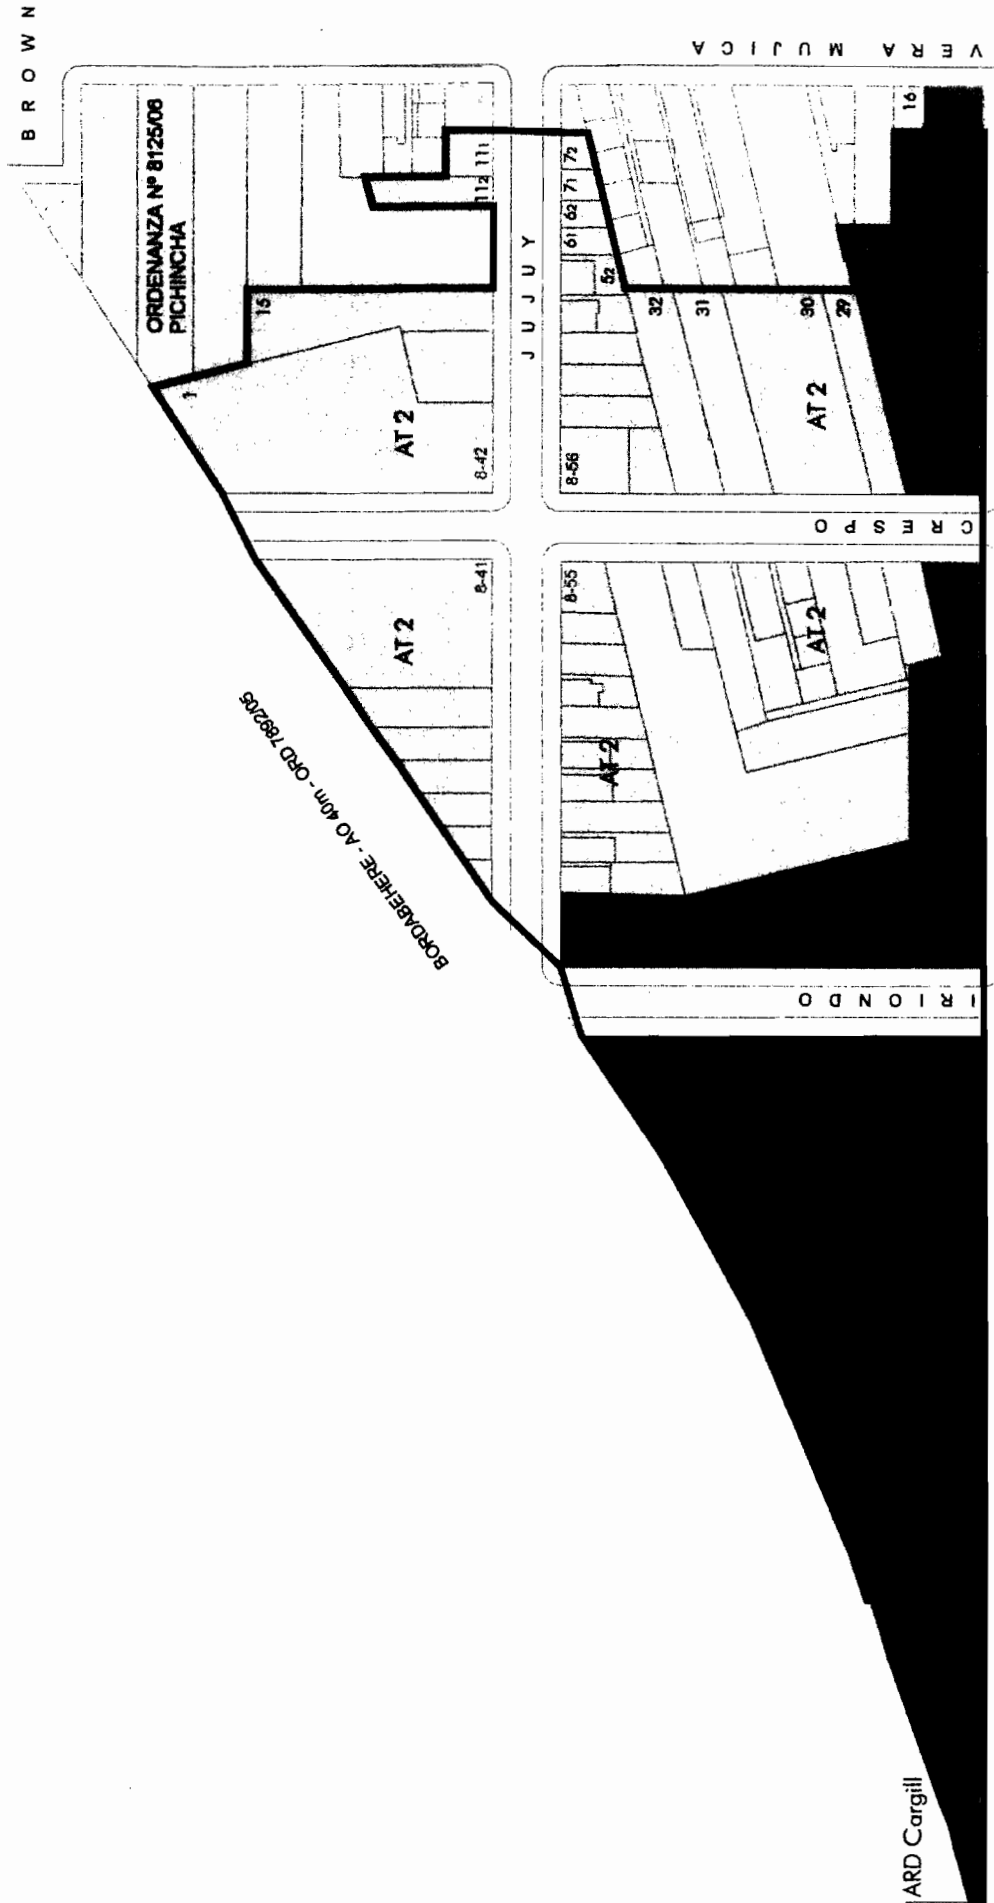 BROWN
VERA MUJICA
ORDENANZA Nº 8125/06
PICHINCHA
1
15
11₂
11₁
AT 2
8-42
JUJUY
5₂
6₁
6₂
7₁
7₂
8-56
32
31
30
29
16
AT 2
CRESPO
AT 2
8-41
8-55
AT 2
AT 2
BORDABEHERE - AO 40m - ORD 7892/05
IRIONDO
ARD Cargill